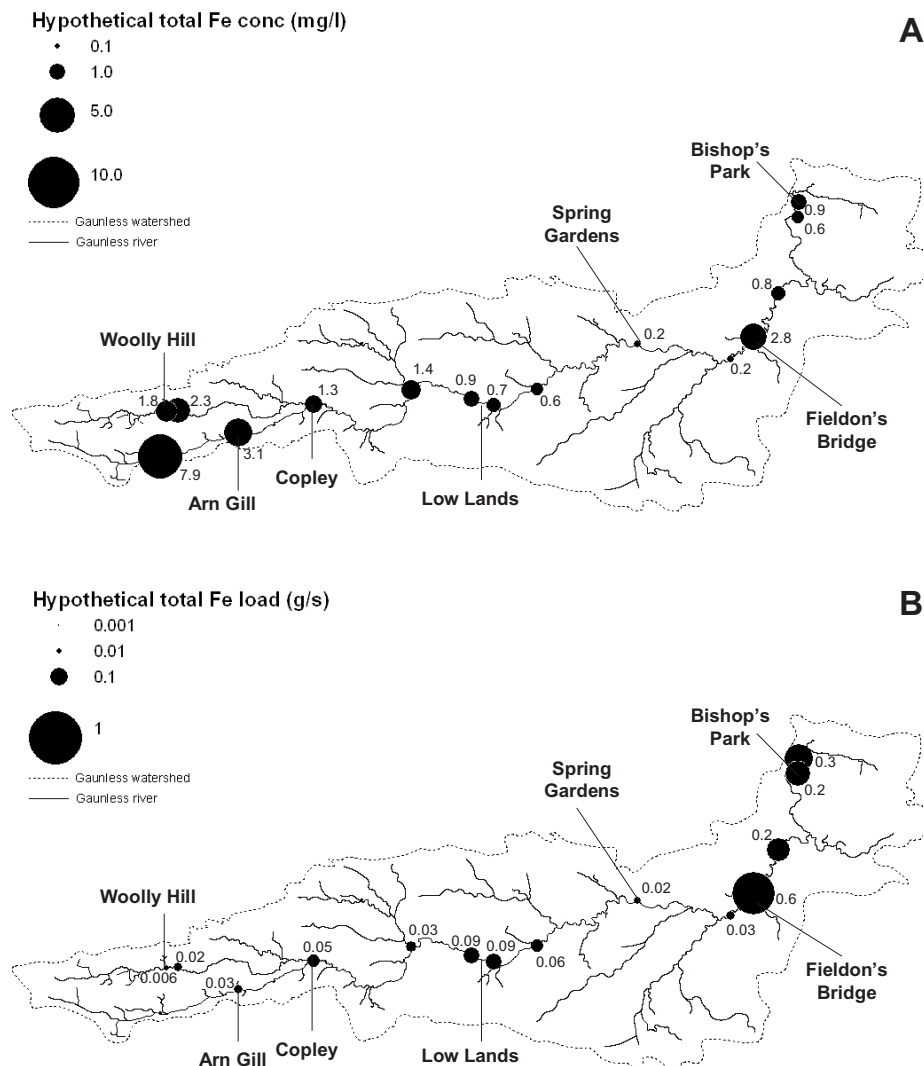 Hypothetical total Fe conc (mg/l)
A
0.1
1.0
5.0
10.0
Gaunless watershed
Gaunless river
Bishop's
Park
0.9
0.6
Spring
Gardens
0.8
0.2
2.8
0.2
Woolly Hill
1.8
2.3
1.3
1.4
0.9
0.7
0.6
Fieldon's
Bridge
3.1
7.9
Copley
Low Lands
Arn Gill
Hypothetical total Fe load (g/s)
B
0.001
0.01
0.1
1
Gaunless watershed
Gaunless river
Bishop's
Park
0.3
0.2
Spring
Gardens
0.2
0.02
0.6
0.03
Woolly Hill
0.006
0.02
0.03
0.05
0.03
0.09
0.09
0.06
Fieldon's
Bridge
Arn Gill
Copley
Low Lands